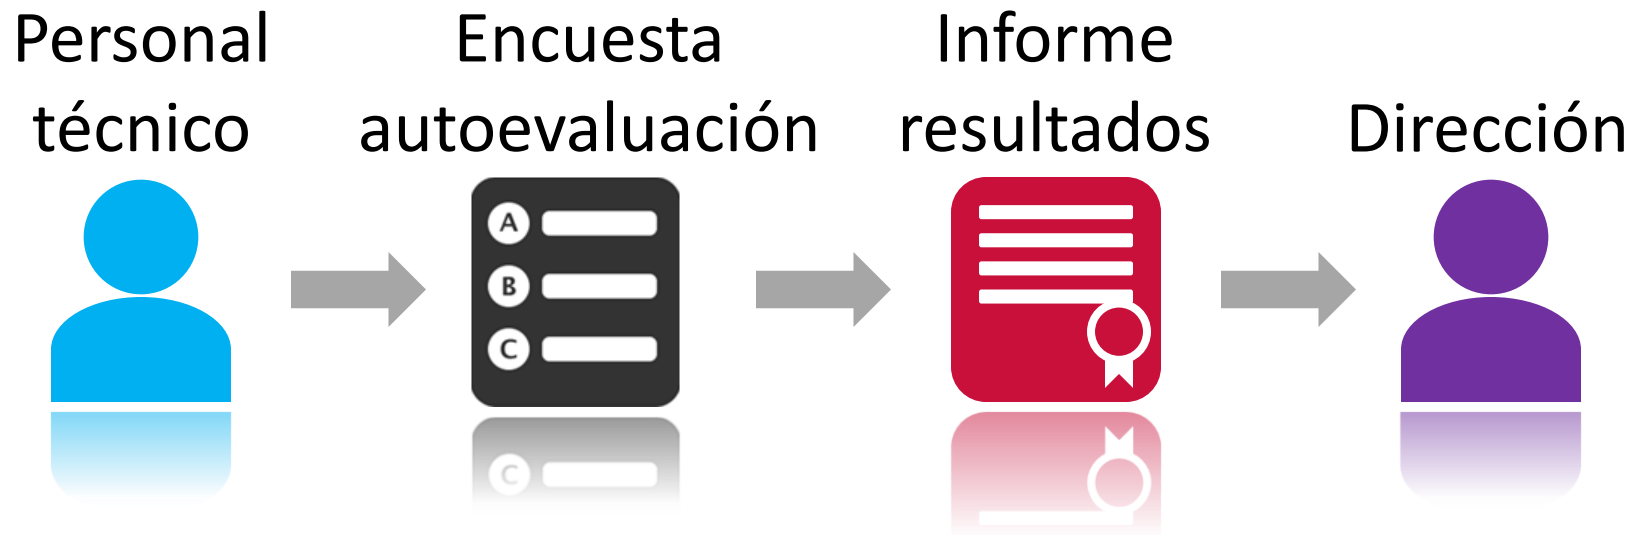 Personal
técnico
Encuesta
autoevaluación
Informe
resultados
Dirección
A
B
C
C